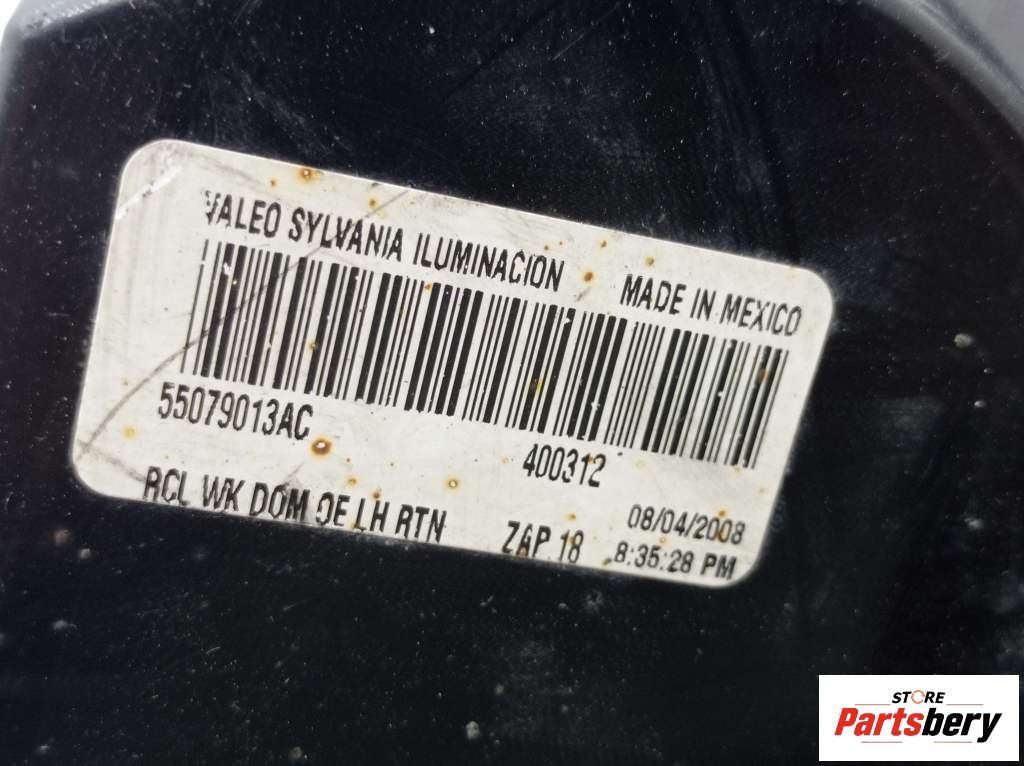 VALEO SYLVANIA ILUMINACION MADE IN MEXICO
55079013AC 400312
RCL WK DOM OE LH RTN ZAP 18 08/04/2008
8:35:28 PM
STORE
Partsbery